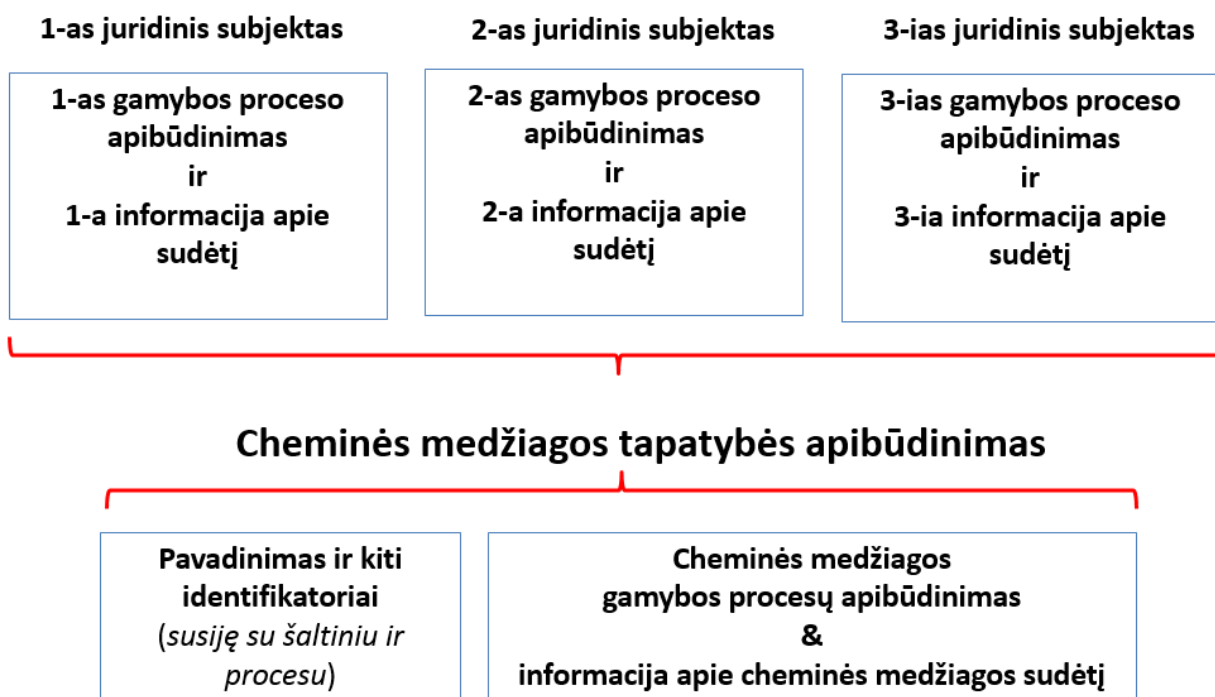 1-as juridinis subjektas
2-as juridinis subjektas
3-ias juridinis subjektas
1-as gamybos proceso
apibūdinimas
ir
1-a informacija apie
sudėtį
2-as gamybos proceso
apibūdinimas
ir
2-a informacija apie
sudėtį
3-ias gamybos proceso
apibūdinimas
ir
3-ia informacija apie
sudėtį
Cheminės medžiagos tapatybės apibūdinimas
Pavadinimas ir kiti
identifikatoriai
(susiję su šaltiniu ir
procesu)
Cheminės medžiagos
gamybos procesų apibūdinimas
&
informacija apie cheminės medžiagos sudėtį